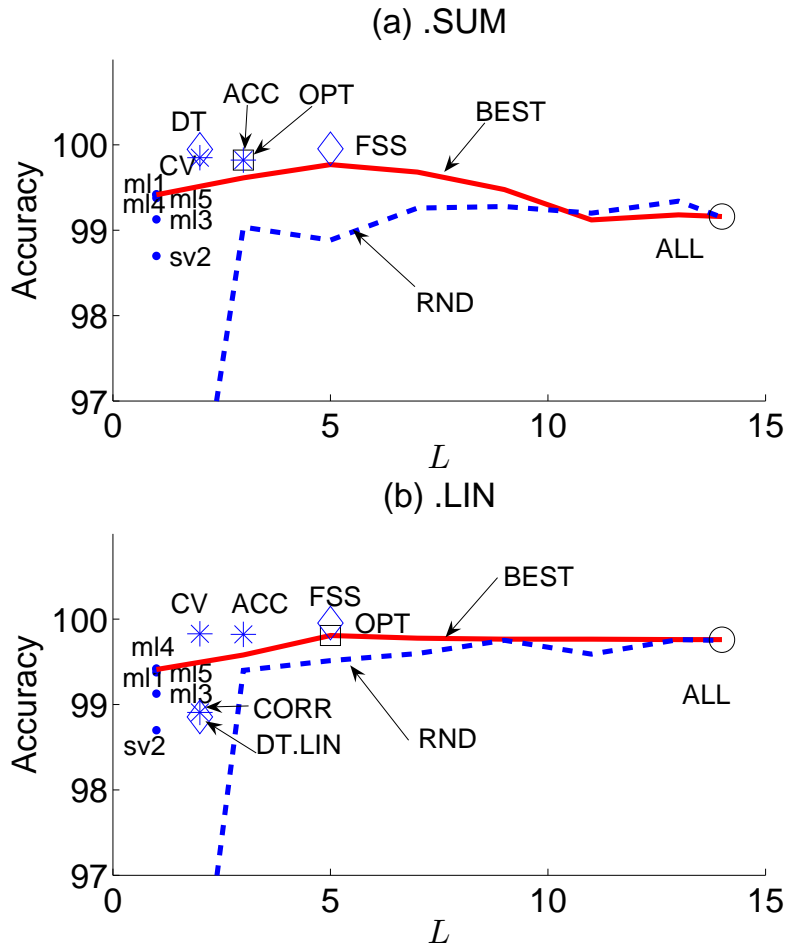 (a) .SUM
ACC
OPT
DT
BEST
100
FSS
CV
ml1
ml5
ml4
ml3
99
sv2
ALL
RND
98
97
0
5
10
15
Accuracy
L
(b) .LIN
BEST
FSS
CV
ACC
100
OPT
ml4
ml1
ml5
ml3
99
CORR
ALL
sv2
DT.LIN
RND
98
97
0
5
10
15
Accuracy
L